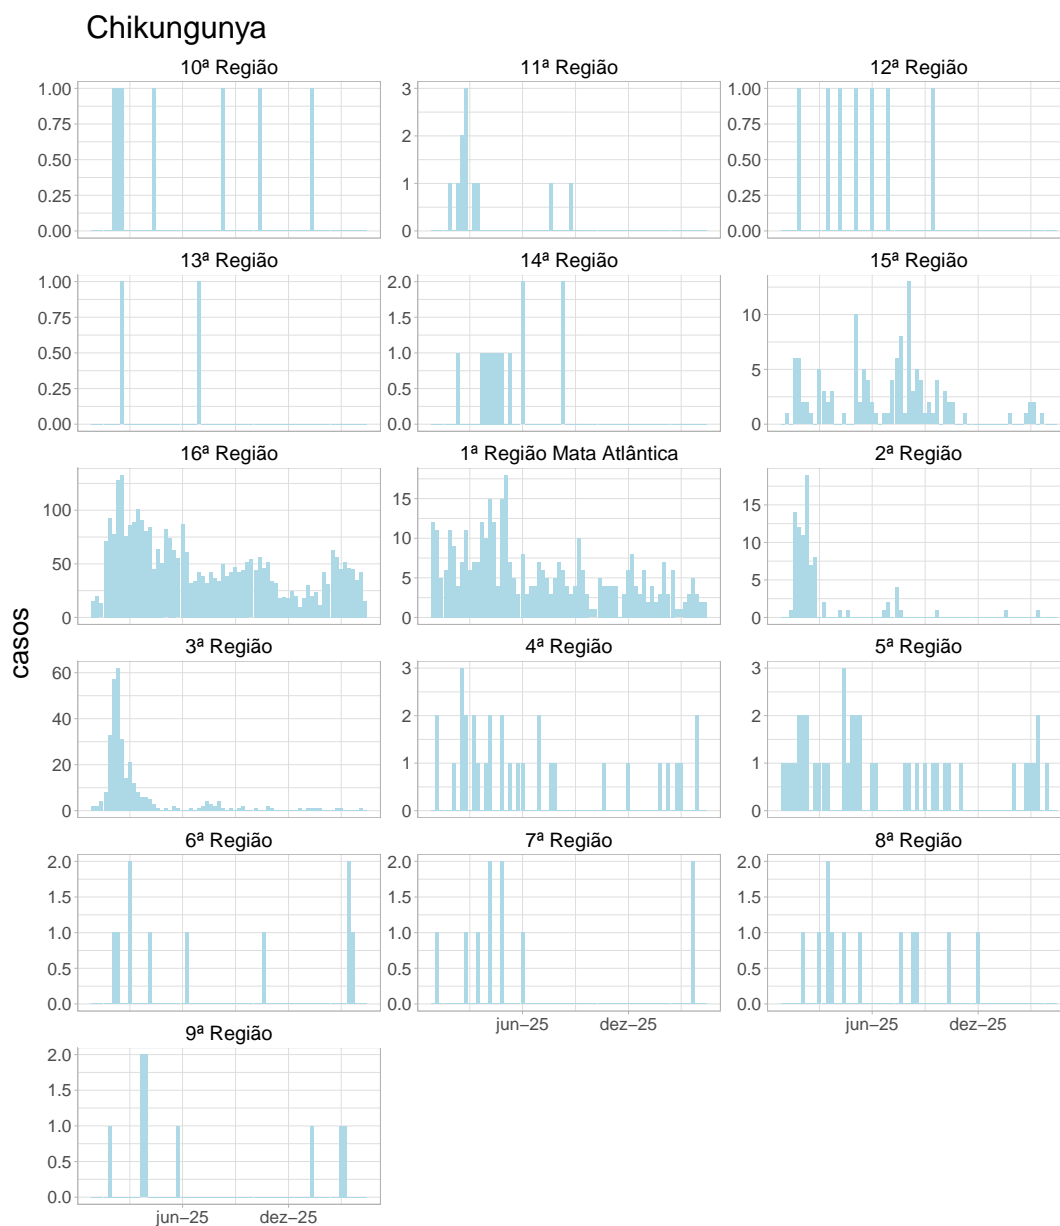 Chikungunya
10ª Região 11ª Região 12ª Região
1.00 3 1.00
0.75 2 0.75
0.50 0.50
0.25 1 0.25
0.00 0 0.00
13ª Região 14ª Região 15ª Região
1.00 2.0
0.75 1.5 10
0.50 1.0 5
0.25 0.5
0.00 0.0 0
16ª Região 1ª Região Mata Atlântica 2ª Região
100 15 15
50 10 10
5 5
0 0 0
casos
3ª Região 4ª Região 5ª Região
60 3 3
40 2 2
20 1 1
0 0 0
6ª Região 7ª Região 8ª Região
2.0 2.0 2.0
1.5 1.5 1.5
1.0 1.0 1.0
0.5 0.5 0.5
0.0 0.0 0.0
jun−25 dez−25 jun−25 dez−25
9ª Região
2.0
1.5
1.0
0.5
0.0
jun−25 dez−25